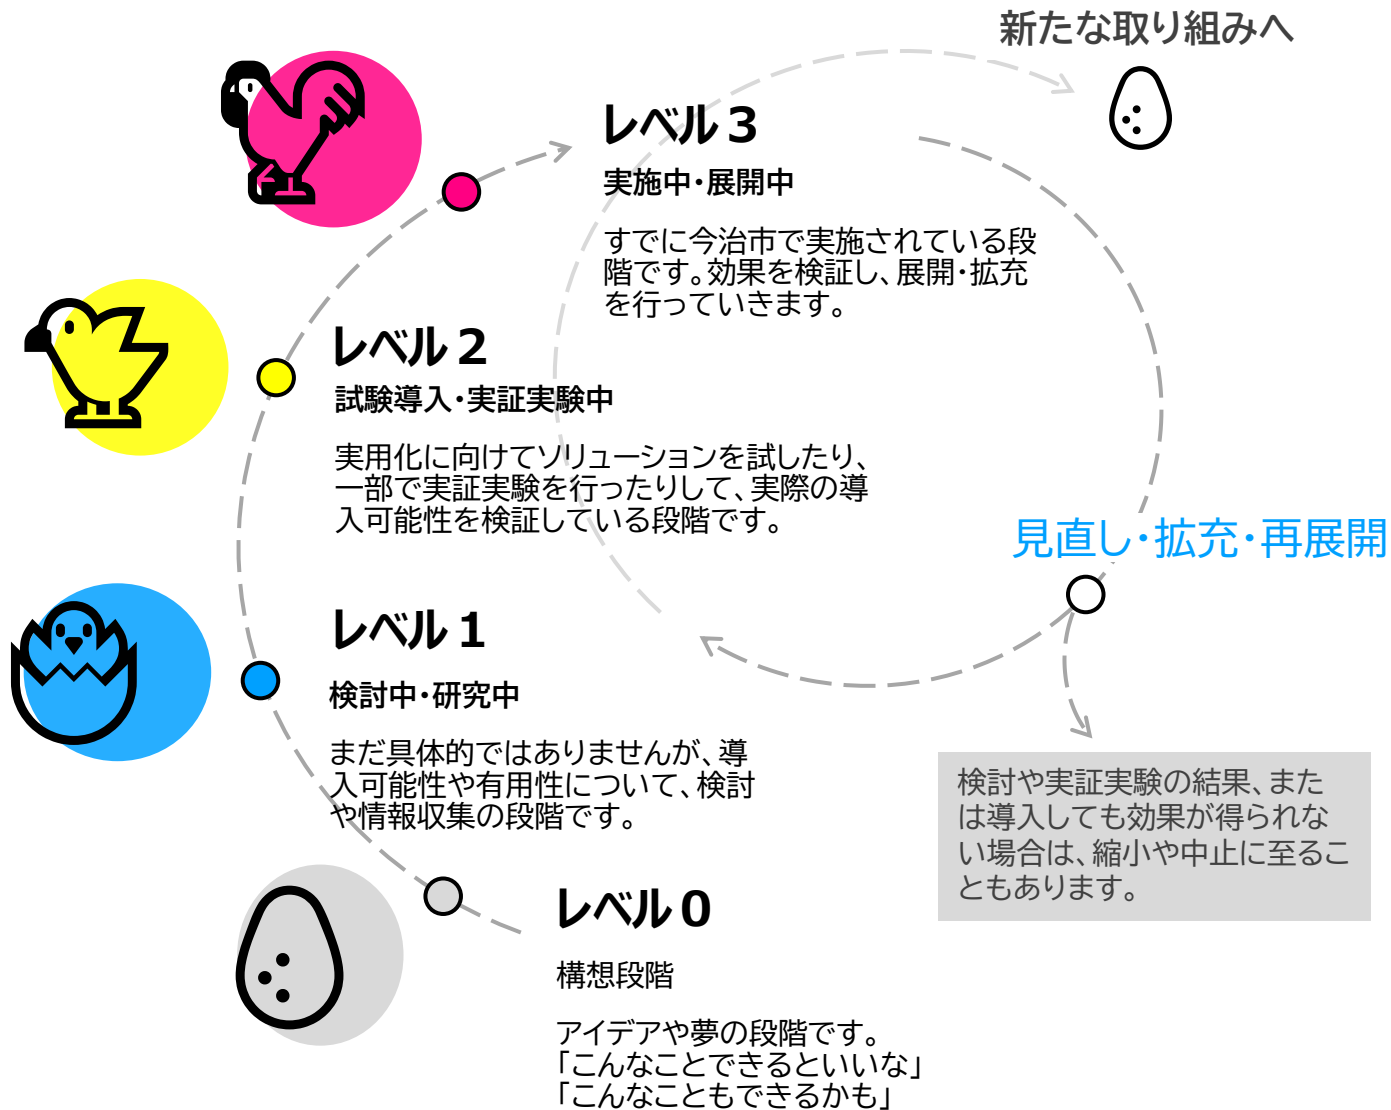 新たな取り組みへ
レベル３
実施中・展開中
すでに今治市で実施されている段
階です。効果を検証し、展開・拡充
を行っていきます。
レベル２
試験導入・実証実験中
実用化に向けてソリューションを試したり、
一部で実証実験を行ったりして、実際の導
入可能性を検証している段階です。
見直し・拡充・再展開
レベル１
検討中・研究中
まだ具体的ではありませんが、導
入可能性や有用性について、検討
や情報収集の段階です。
検討や実証実験の結果、また
は導入しても効果が得られな
い場合は、縮小や中止に至るこ
ともあります。
レベル０
構想段階
アイデアや夢の段階です。
「こんなことできるといいな」
「こんなこともできるかも」